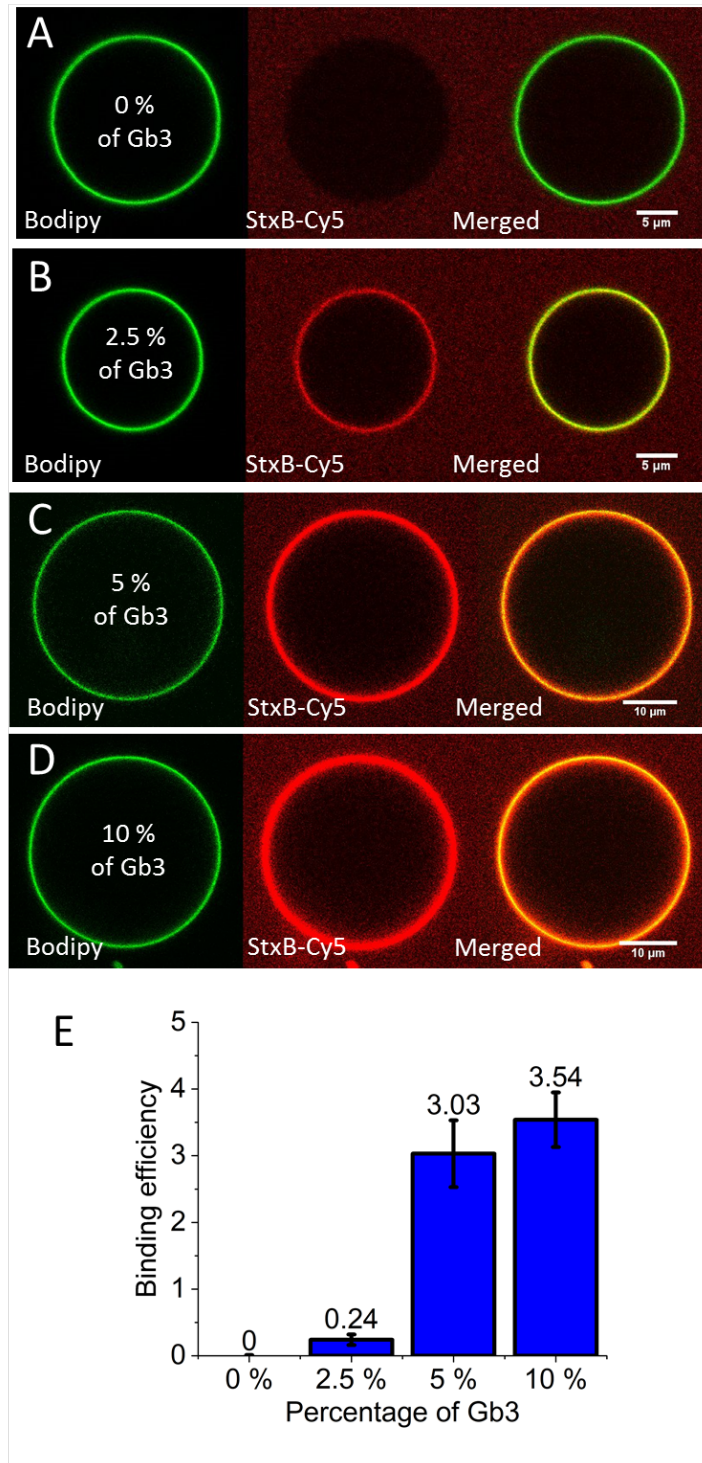 A
0 %
of Gb3
Bodipy
StxB-Cy5
Merged
5 µm
B
2.5 %
of Gb3
Bodipy
StxB-Cy5
Merged
5 µm
C
5 %
of Gb3
Bodipy
StxB-Cy5
Merged
10 µm
D
10 %
of Gb3
Bodipy
StxB-Cy5
Merged
10 µm
E
Binding efficiency
5
4
3
2
1
0
0
0.24
3.03
3.54
0 %
2.5 %
5 %
10 %
Percentage of Gb3